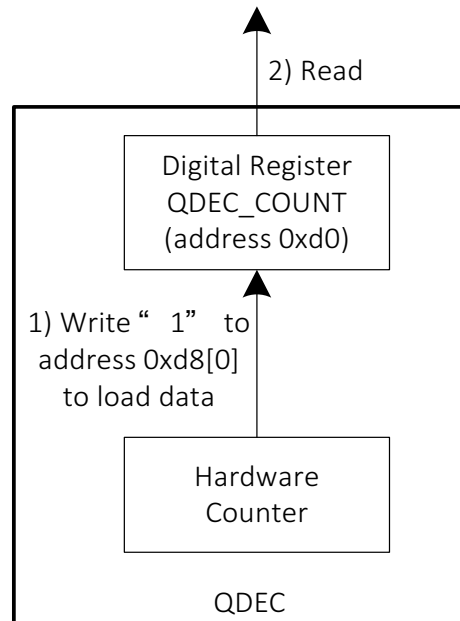 2) Read
Digital Register
QDEC_COUNT
(address 0xd0)
1) Write “ 1” to
address 0xd8[0]
to load data
Hardware
Counter
QDEC